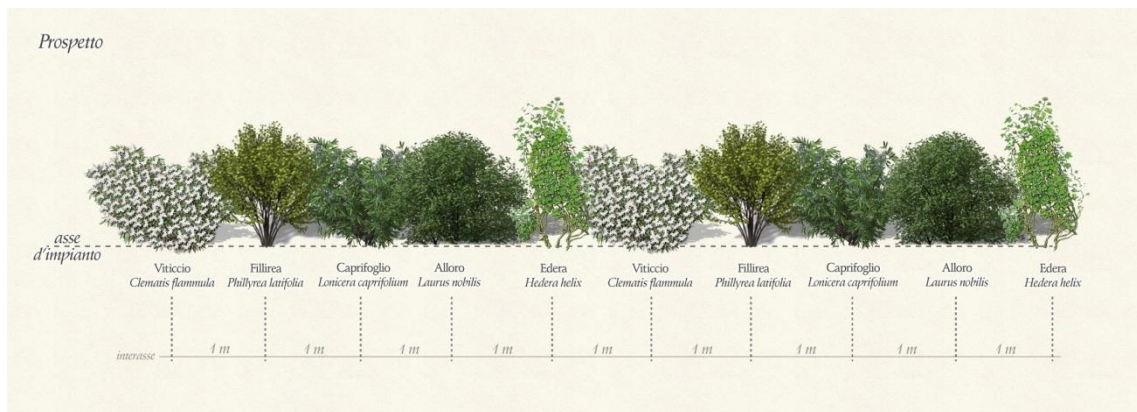 Prospetto
asse
d'impianto
Viticcio Fillirea Caprifoglio Alloro Edera Viticcio Fillirea Caprifoglio Alloro Edera
Clematis flammula Phillyrea latifolia Lonicera caprifolium Laurus nobilis Hedera helix Clematis flammula Phillyrea latifolia Lonicera caprifolium Laurus nobilis Hedera helix
1 m 1 m 1 m 1 m 1 m 1 m 1 m 1 m 1 m
interasse